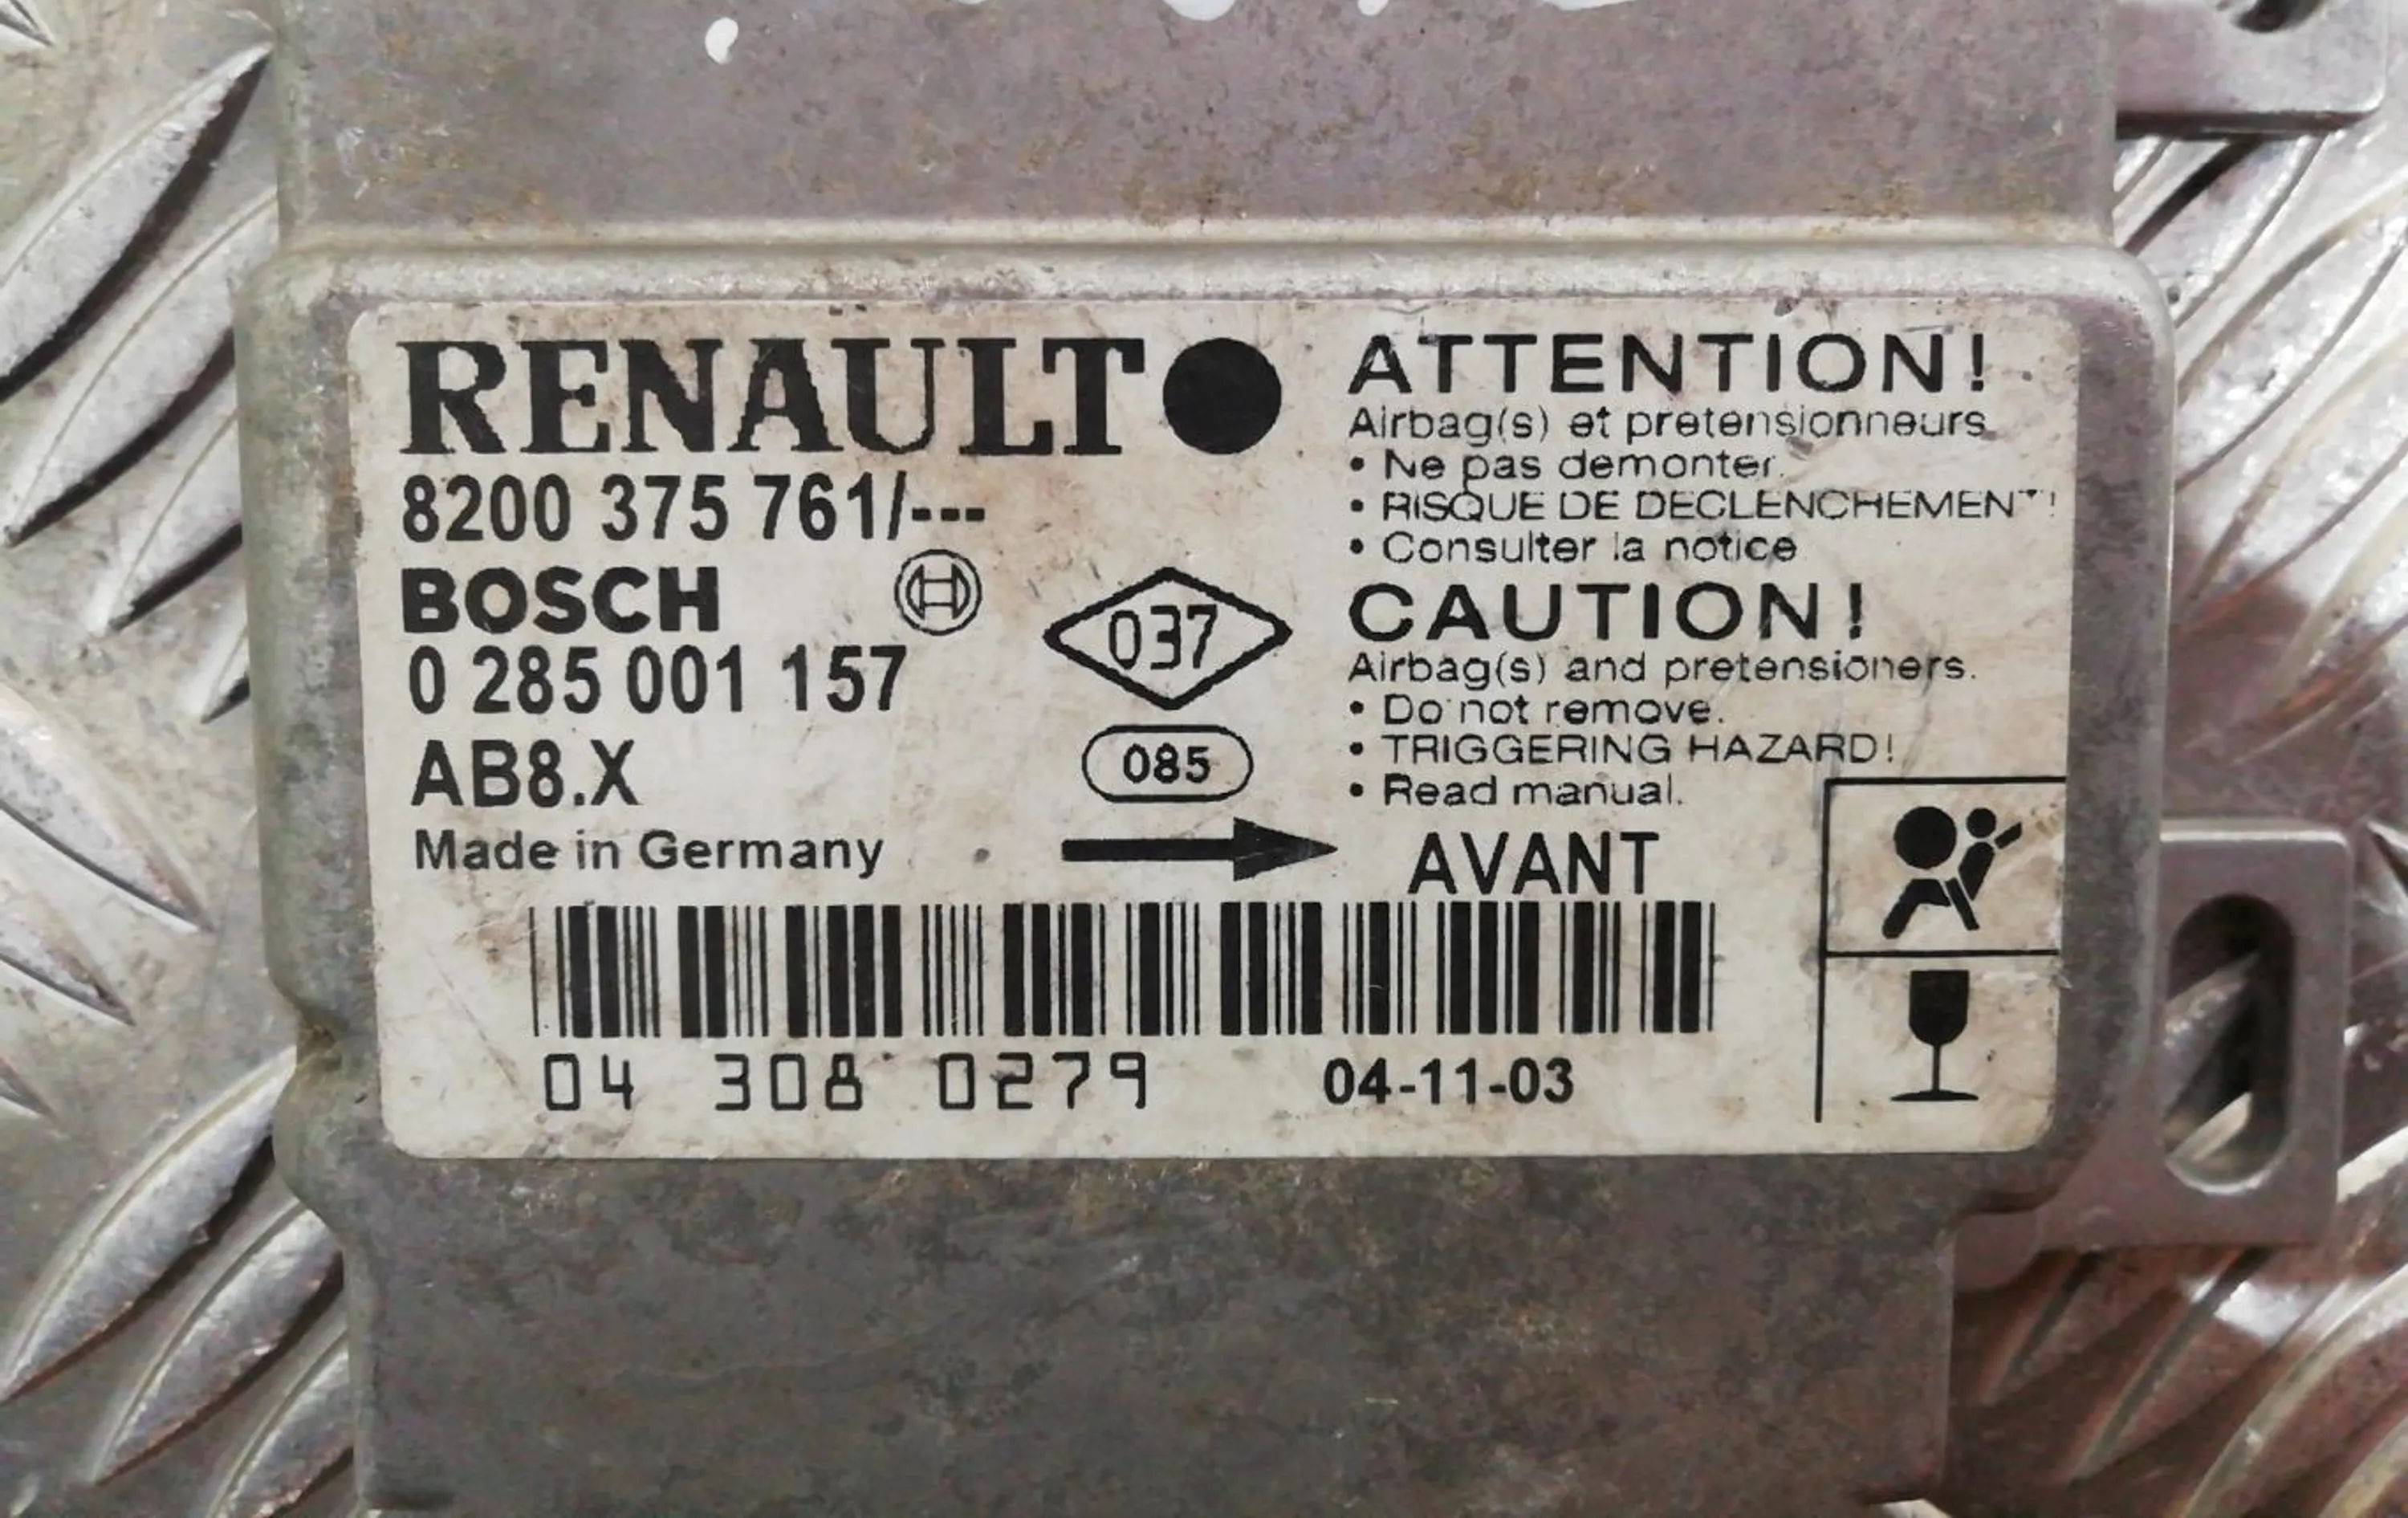 RENAULT
8200 375 761/---
BOSCH
0 285 001 157
AB8.X
Made in Germany
037
085
ATTENTION!
Airbag(s) et pretensionneurs
• Ne pas demonter.
• RISQUE DE DECLENCHEMENT!
• Consulter la notice
CAUTION!
Airbag(s) and pretensioners.
• Do not remove.
• TRIGGERING HAZARD!
• Read manual.
AVANT
04 308 0279
04-11-03